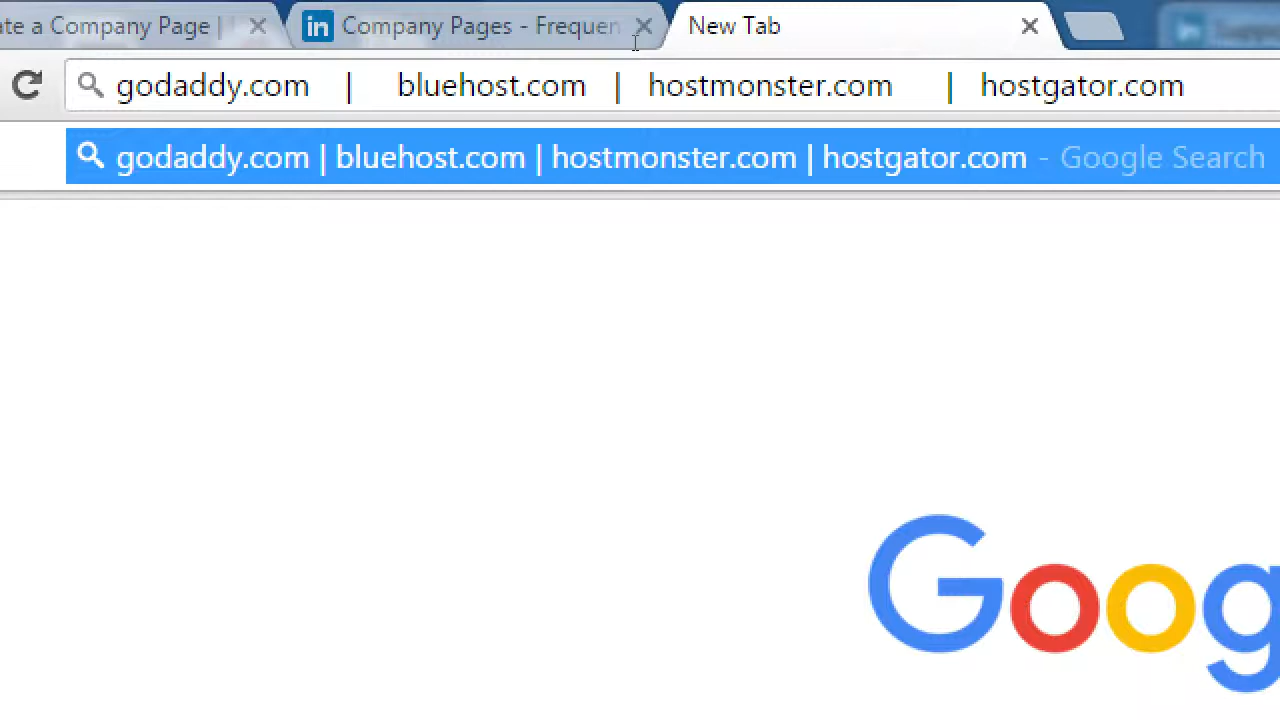 ate a Company Page | Company Pages - Frequen New Tab
godaddy.com | bluehost.com | hostmonster.com | hostgator.com
godaddy.com | bluehost.com | hostmonster.com | hostgator.com - Google Search
Goog